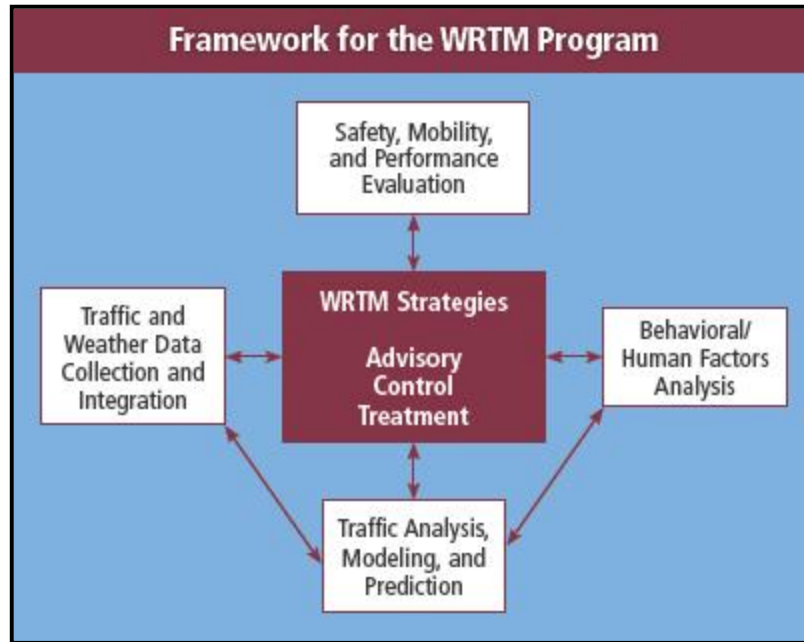 Framework for the WRTM Program
Safety, Mobility,
and Performance
Evaluation
Traffic and
Weather Data
Collection and
Integration
WRTM Strategies
Advisory
Control
Treatment
Behavioral/
Human Factors
Analysis
Traffic Analysis,
Modeling, and
Prediction